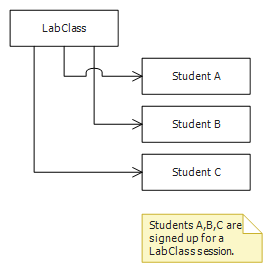 LabClass
Student A
Student B
Student C
Students A,B,C are
signed up for a
LabClass session.